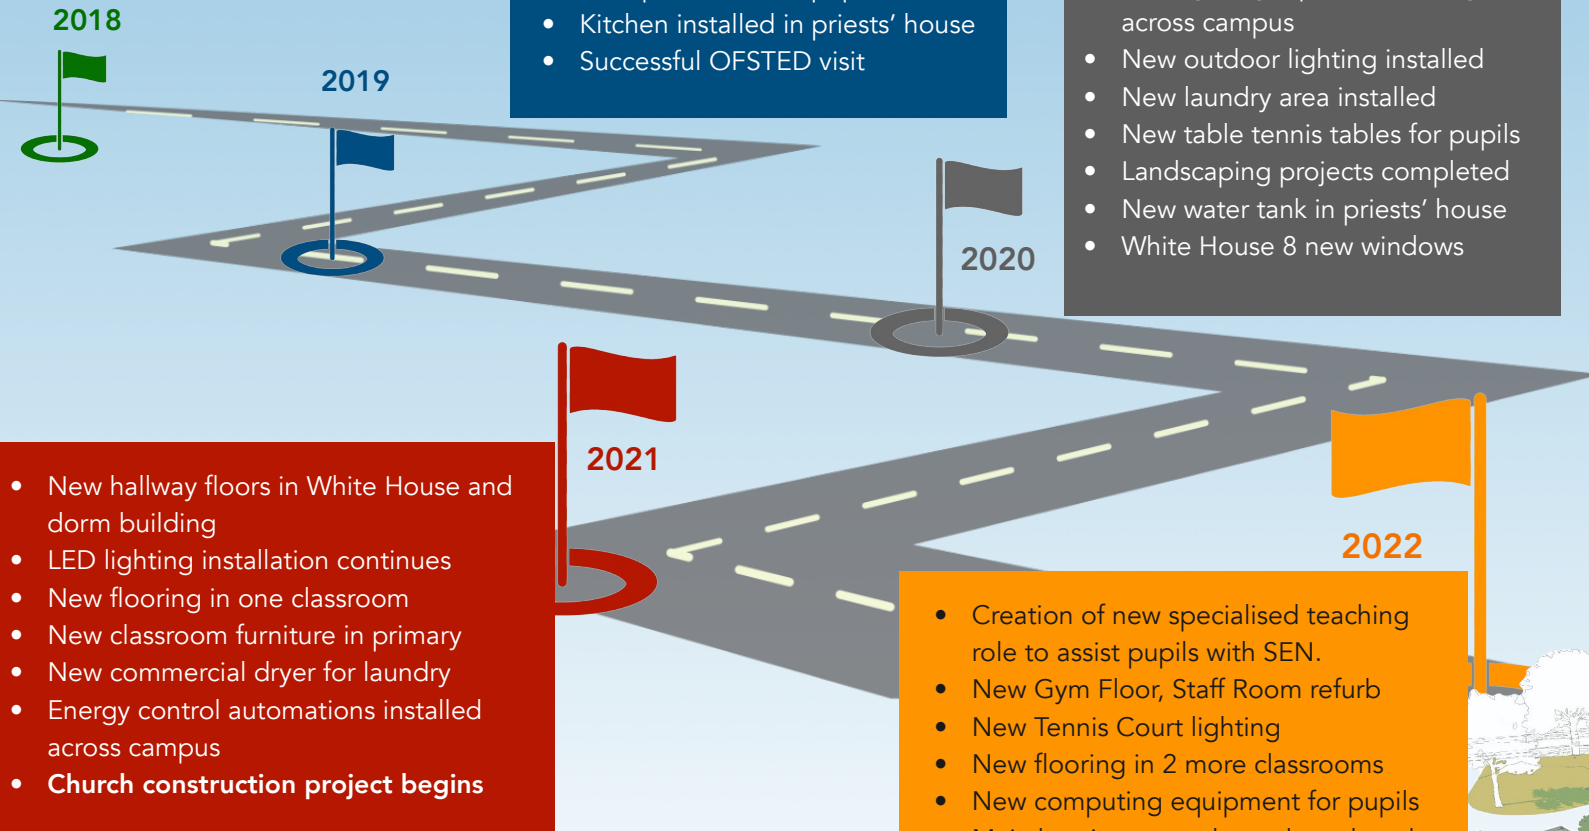 2018
2019
• Kitchen installed in priests' house
• Successful OFSTED visit
across campus
• New outdoor lighting installed
• New laundry area installed
• New table tennis tables for pupils
• Landscaping projects completed
• New water tank in priests' house
• White House 8 new windows
2020
2021
• New hallway floors in White House and
dorm building
• LED lighting installation continues
• New flooring in one classroom
• New classroom furniture in primary
• New commercial dryer for laundry
• Energy control automations installed
across campus
• Church construction project begins
2022
• Creation of new specialised teaching
role to assist pupils with SEN.
• New Gym Floor, Staff Room refurb
• New Tennis Court lighting
• New flooring in 2 more classrooms
• New computing equipment for pupils